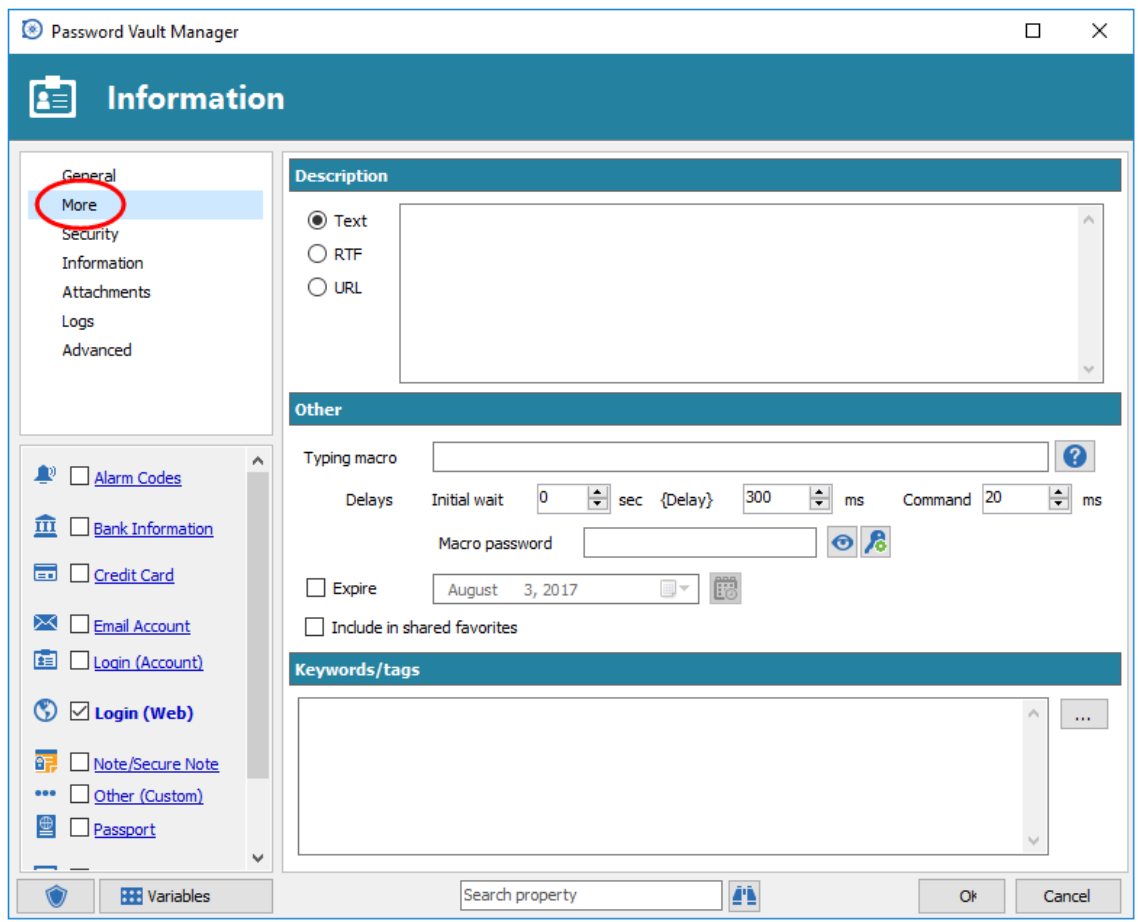 Password Vault Manager
Information
General
More
Security
Information
Attachments
Logs
Advanced
Alarm Codes
Bank Information
Credit Card
Email Account
Login (Account)
Login (Web)
Note/Secure Note
Other (Custom)
Passport
Description
Text
RTF
URL
Other
Typing macro
Delays Initial wait 0 sec {Delay} 300 ms Command 20 ms
Macro password
Expire August 3, 2017
Include in shared favorites
Keywords/tags
...
Variables Search property Ok Cancel